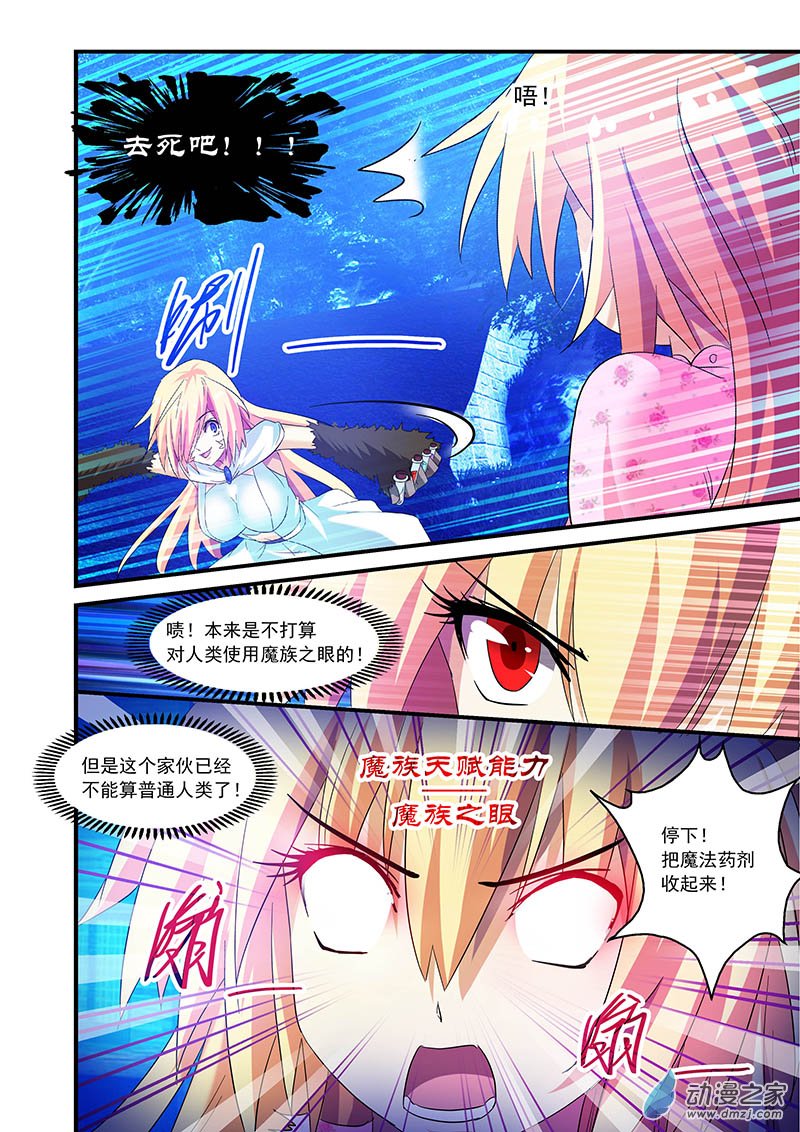 去死吧！！！
唔！
刷
啧！本来是不打算
对人类使用魔族之眼的！
但是这个家伙已经
不能算普通人类了！
魔族天赋能力
魔族之眼
停下！
把魔法药剂
收起来！
动漫之家
www.dmzj.com